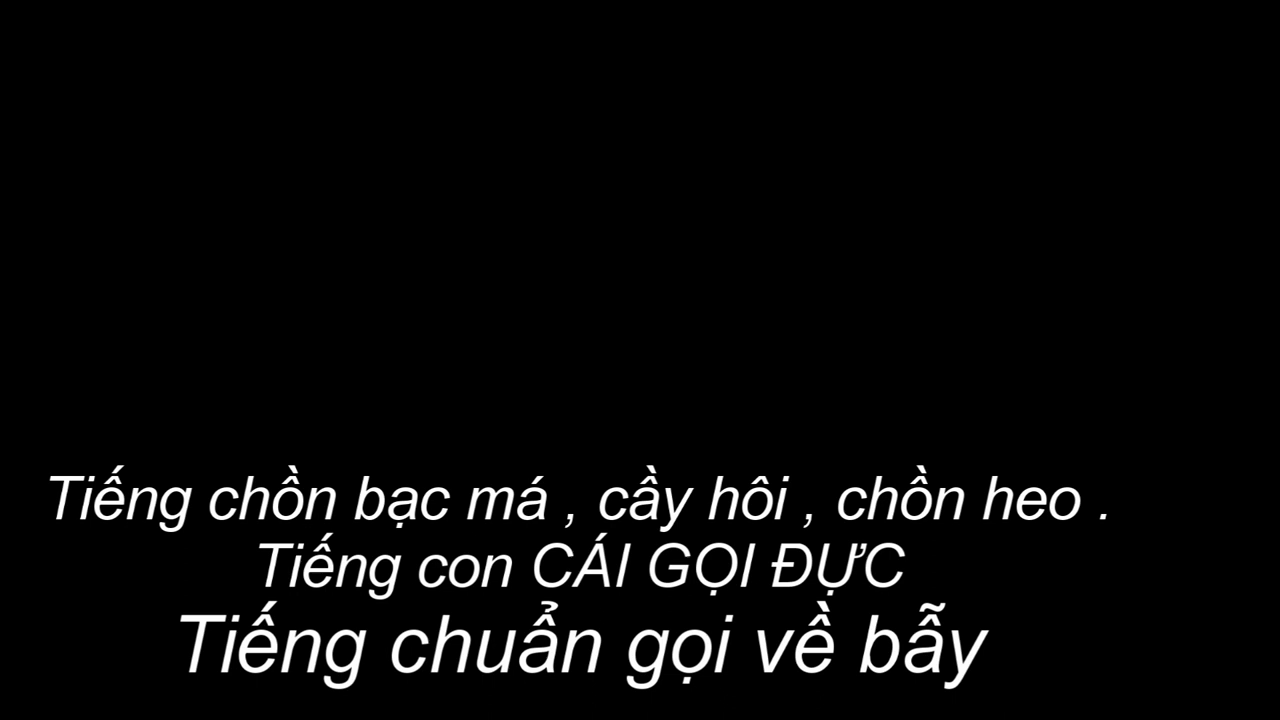 Tiếng chồn bạc má , cầy hôi , chồn heo .
Tiếng con CÁI GỌI ĐỰC
Tiếng chuẩn gọi về bẫy